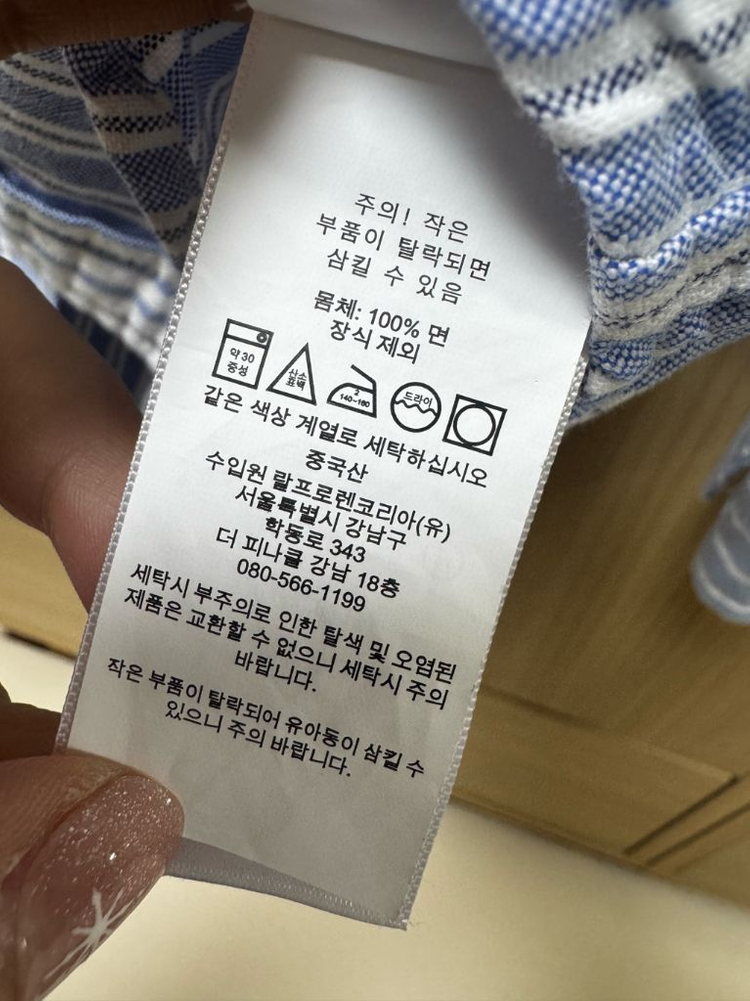 주의! 작은
부품이 탈락되면
삼킬 수 있음
몸체: 100% 면
장식 제외
약 30
중성
산소
표백
2
140~160
드라이
같은 색상 계열로 세탁하십시오
중국산
수입원 랄프로렌코리아(유)
서울특별시 강남구
학동로 343
더 피나클 강남 18층
080-566-1199
세탁시 부주의로 인한 탈색 및 오염된
제품은 교환할 수 없으니 세탁시 주의
바랍니다.
작은 부품이 탈락되어 유아동이 삼킬 수
있으니 주의 바랍니다.